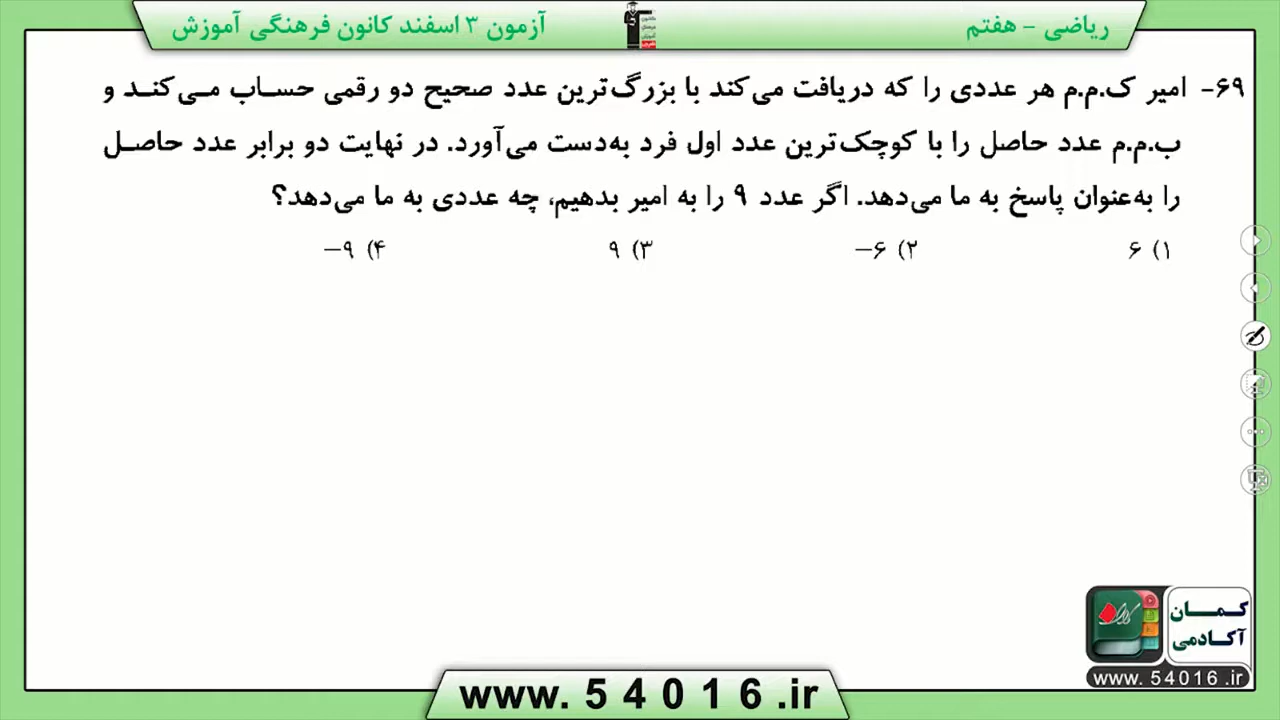 ریاضی - هفتم
آزمون ۳ اسفند کانون فرهنگی آموزش
۶۹- امیر ک.م.م هر عددی را که دریافت می‌کند با بزرگ‌ترین عدد صحیح دو رقمی حساب می‌کند و
ب.م.م عدد حاصل را با کوچک‌ترین عدد اول فرد به‌دست می‌آورد. در نهایت دو برابر عدد حاصل
را به‌عنوان پاسخ به ما می‌دهد. اگر عدد ۹ را به امیر بدهیم، چه عددی به ما می‌دهد؟
۱) ۶ ۲) ۶− ۳) ۹ ۴) ۹−
کمان
آکادمی
www. 54016 .ir
www. 5 4 0 1 6 .ir